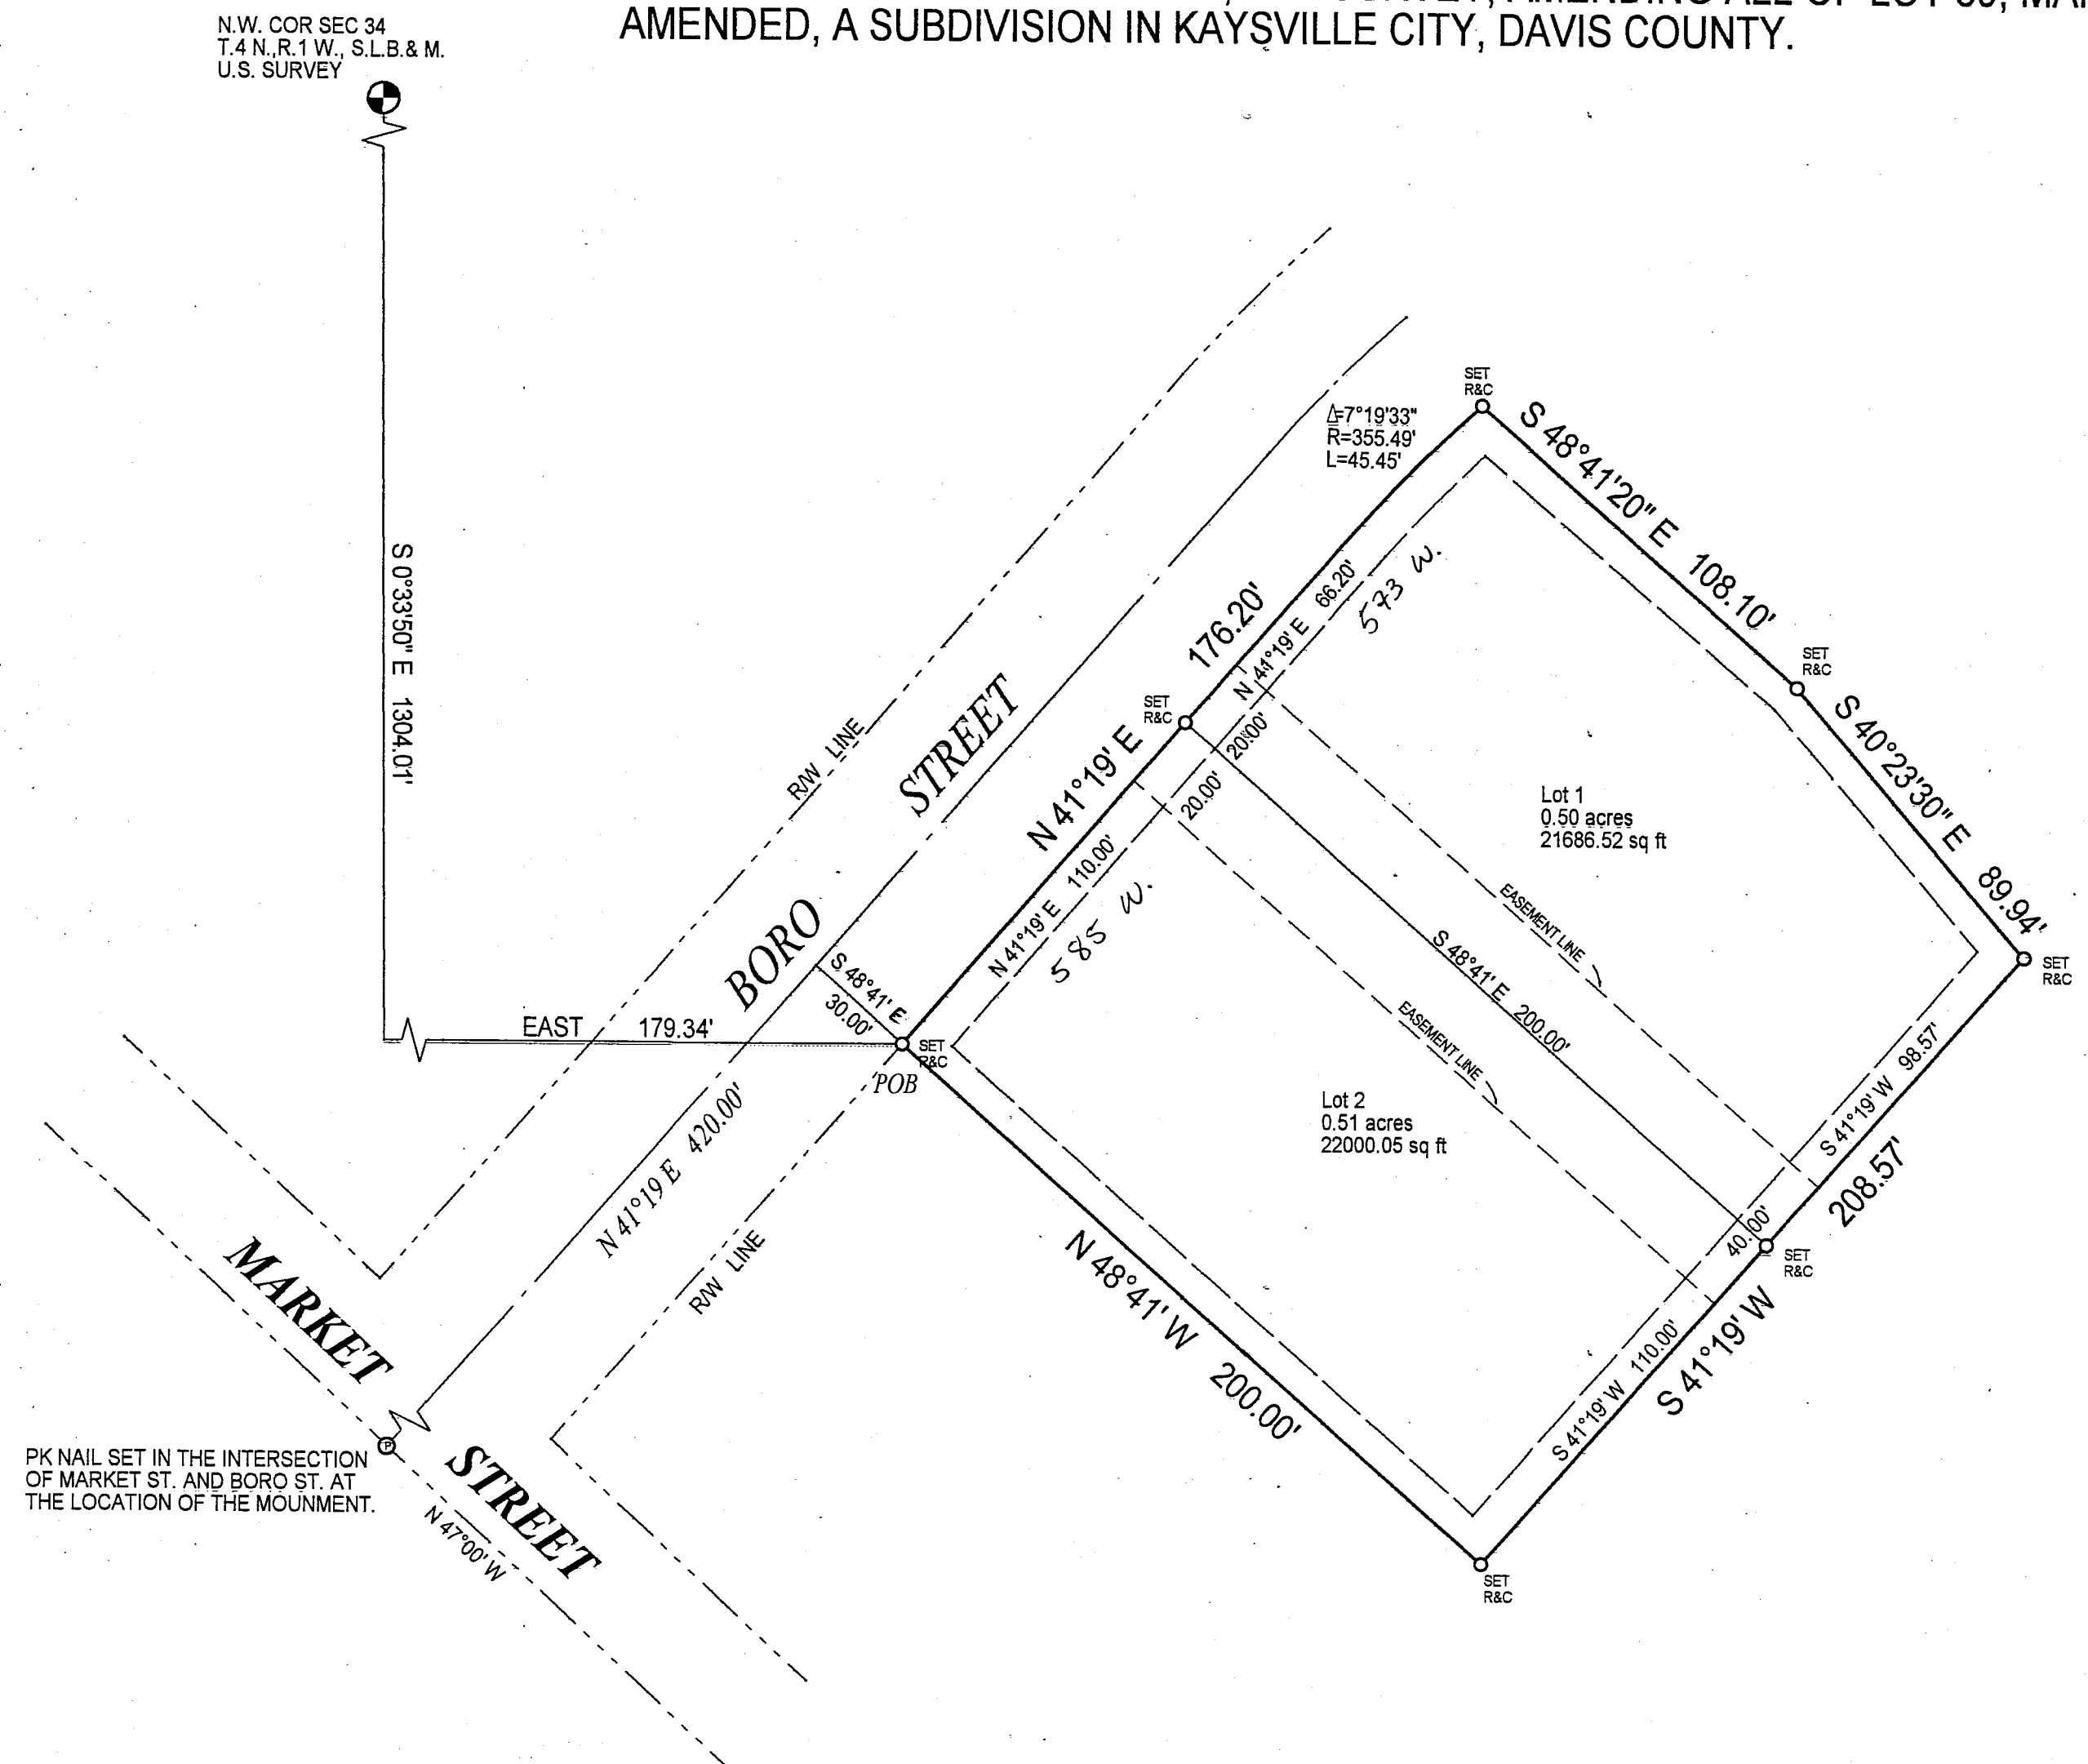 AMENDING ALL OF LOT
AMENDED, A SUBDIVISION IN KAYSVILLE CITY, DAVIS COUNTY.
N.W. COR SEC 34
T.4 N.,R.1 W., S.L.B.& M.
U.S. SURVEY
S 0°33'50" E 1304.01'
EAST 179.34'
SET
R&C
Δ=7°19'33"
R=355.49'
L=45.45'
S 48°41'20" E 108.10'
SET
R&C
S 40°23'30" E 89.94'
SET
R&C
176.20'
N 41°19' E
N 41°19' E 66.20'
573 W.
SET
R&C
20.00'
20.00'
N 41°19' E 110.00'
585 W.
R/W LINE
BORO STREET
S 48°41' E
30.00'
SET
R&C
POB
Lot 1
0.50 acres
21686.52 sq ft
EASEMENT LINE
S 48°41' E 200.00'
EASEMENT LINE
Lot 2
0.51 acres
22000.05 sq ft
S 41°19' W 98.57'
208.57'
40.00'
SET
R&C
S 41°19' W
S 41°19' W 110.00'
N 48°41' W 200.00'
SET
R&C
N 41°19 E 420.00'
R/W LINE
MARKET STREET
P
PK NAIL SET IN THE INTERSECTION
OF MARKET ST. AND BORO ST. AT
THE LOCATION OF THE MOUNMENT.
N 47°00' W